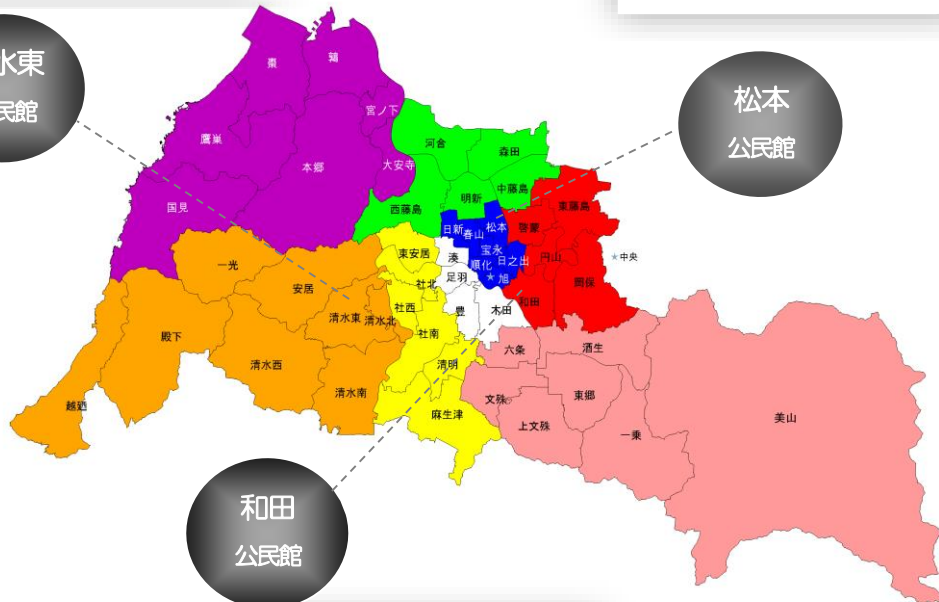 水東
民館
松本
公民館
棗
鶉
宮ノ下
鷹巣
本郷
大安寺
国見
河合
森田
中藤島
明新
西藤島
東藤島
啓蒙
円山
岡保
和田
★中央
日新
春山
松本
宝永
順化
日之出
★旭
湊
足羽
豊
木田
東安居
社北
社西
社南
清明
麻生津
一光
安居
清水東
清水北
殿下
清水西
清水南
越廼
六条
酒生
文殊
東郷
上文殊
一乗
美山
和田
公民館